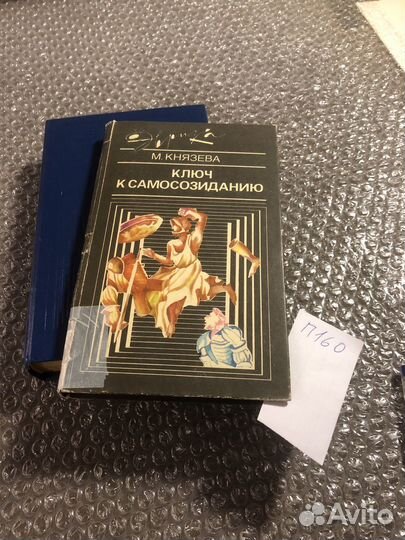 Эврика
М. КНЯЗЕВА
КЛЮЧ
К САМОСОЗИДАНИЮ
П160
Avito